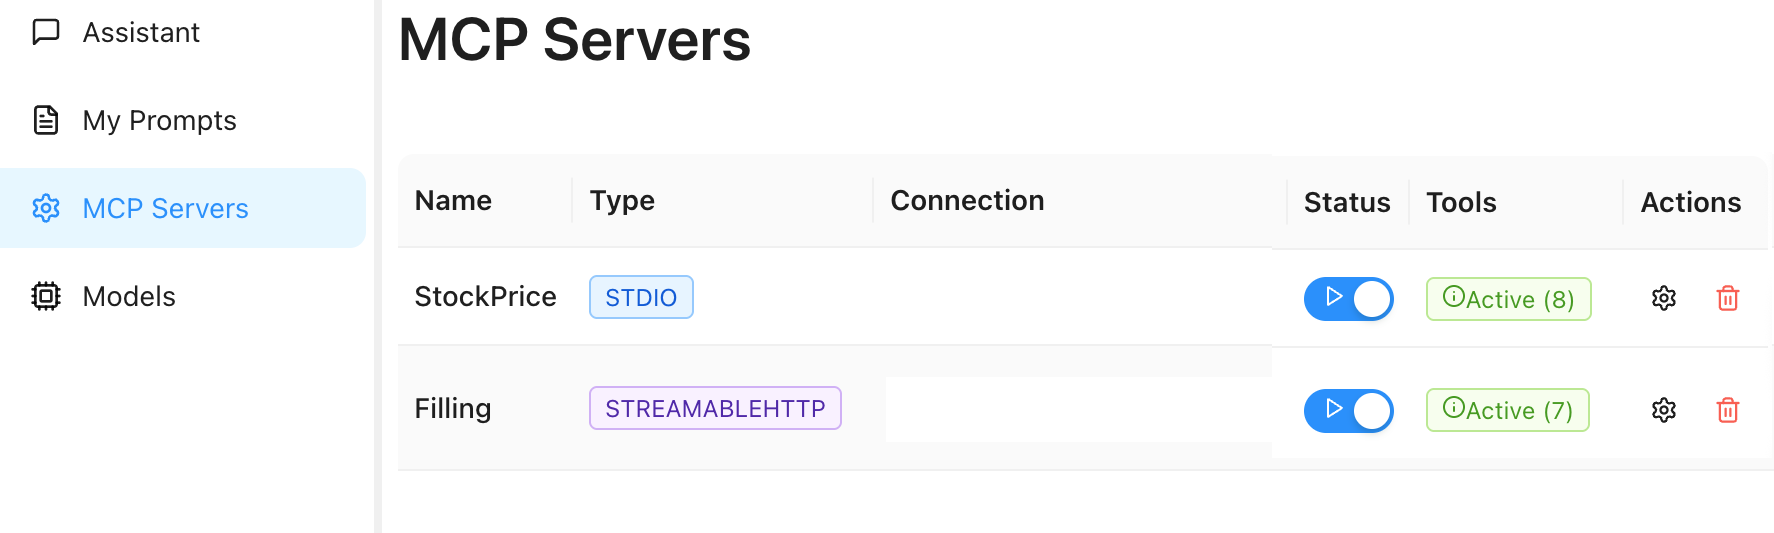 Assistant
My Prompts
MCP Servers
Models
MCP Servers
Name Type Connection Status Tools Actions
StockPrice STDIO Active (8)
Filling STREAMABLEHTTP Active (7)